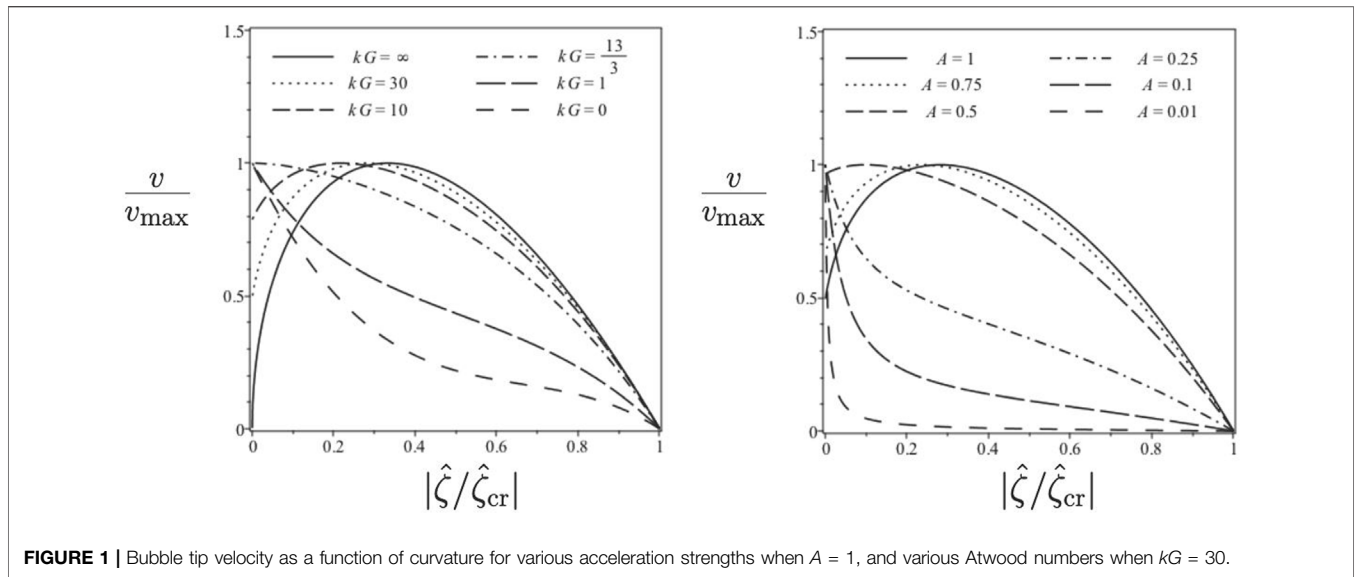 1.5
kG = ∞
kG = 13/3
kG = 30
kG = 1
kG = 10
kG = 0
1
v/v_max
0.5
0
0 0.2 0.4 0.6 0.8 1
|ζ̂/ζ̂_cr|
1.5
A = 1
A = 0.25
A = 0.75
A = 0.1
A = 0.5
A = 0.01
1
v/v_max
0.5
0
0 0.2 0.4 0.6 0.8 1
|ζ̂/ζ̂_cr|
FIGURE 1 | Bubble tip velocity as a function of curvature for various acceleration strengths when A = 1, and various Atwood numbers when kG = 30.